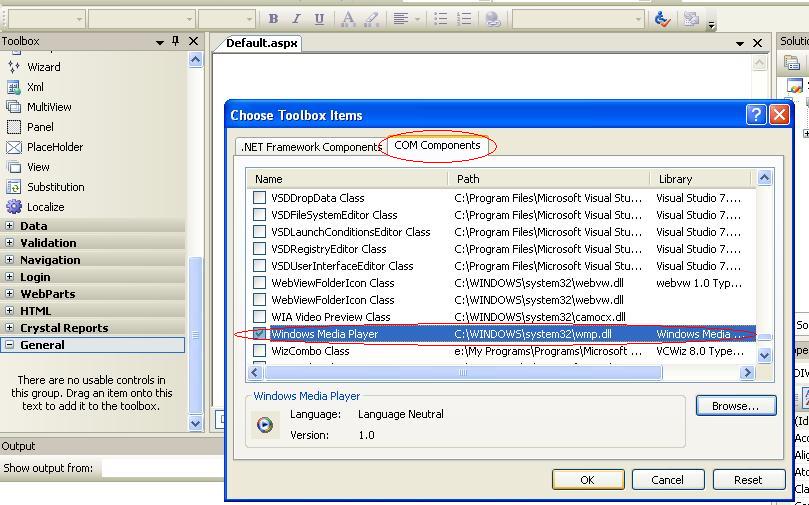 B I U
Toolbox
Default.aspx
Solutio
Wizard
Xml
MultiView
Panel
PlaceHolder
View
Substitution
Localize
Data
Validation
Navigation
Login
WebParts
HTML
Crystal Reports
General
There are no usable controls in
this group. Drag an item onto this
text to add it to the toolbox.
Output
Show output from:
Choose Toolbox Items
.NET Framework Components
COM Components
Name Path Library
VSDDropData Class C:\Program Files\Microsoft Visual Stu... Visual Studio 7....
VSDFileSystemEditor Class C:\Program Files\Microsoft Visual Stu... Visual Studio 7....
VSDLaunchConditionsEditor Class C:\Program Files\Microsoft Visual Stu... Visual Studio 7....
VSDRegistryEditor Class C:\Program Files\Microsoft Visual Stu... Visual Studio 7....
VSDUserInterfaceEditor Class C:\Program Files\Microsoft Visual Stu... Visual Studio 7....
WebViewFolderIcon Class C:\WINDOWS\system32\webvw.dll webvw 1.0 Typ...
WebViewFolderIcon Class C:\WINDOWS\system32\webvw.dll
WIA Video Preview Class C:\WINDOWS\system32\camocx.dll
Windows Media Player C:\WINDOWS\system32\wmp.dll Windows Media ...
WizCombo Class e:\My Programs\Programs\Microsoft ... VCWiz 8.0 Type...
Windows Media Player
Language: Language Neutral
Version: 1.0
Browse...
OK
Cancel
Reset
So
ope
DIV
(Id
Acc
Alig
Atc
Cla